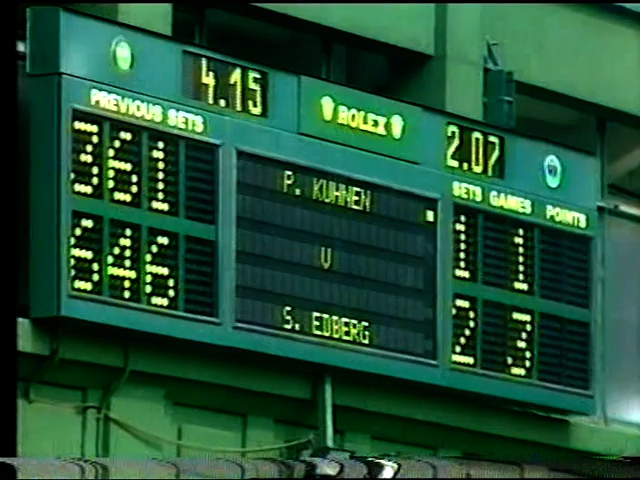 4.15
ROLEX
2.07
PREVIOUS SETS
SETS GAMES POINTS
3 6 1
P. KUHNEN
1 1
V
6 4 6
S. EDBERG
2 3